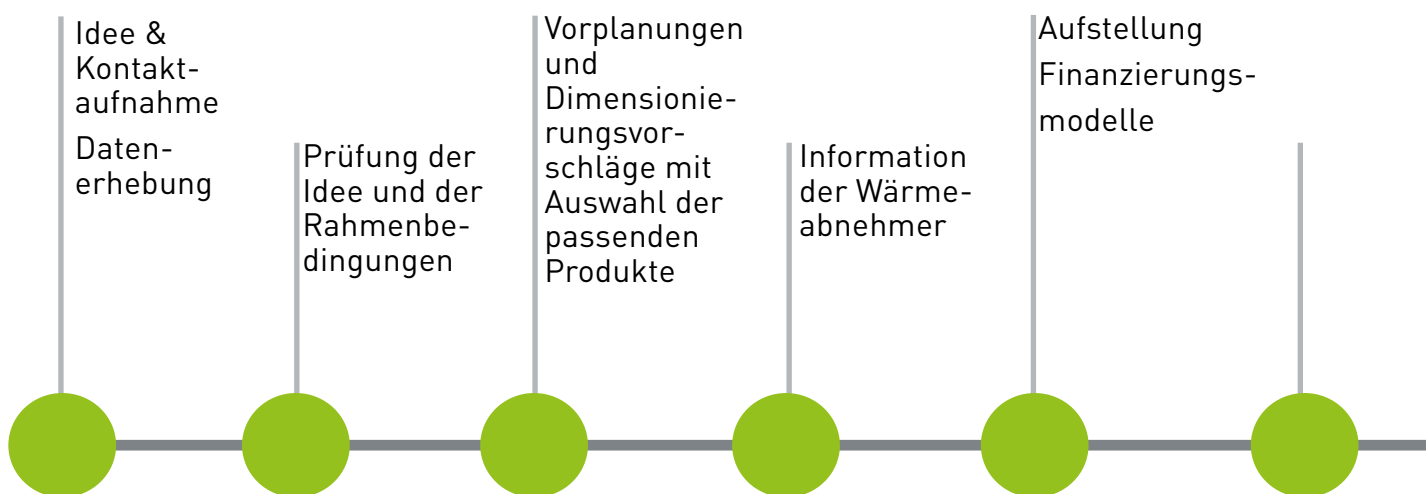 Idee &
Kontakt-
aufnahme
Daten-
erhebung
Prüfung der
Idee und der
Rahmenbe-
dingungen
Vorplanungen
und
Dimensionie-
rungsvor-
schläge mit
Auswahl der
passenden
Produkte
Information
der Wärme-
abnehmer
Aufstellung
Finanzierungs-
modelle